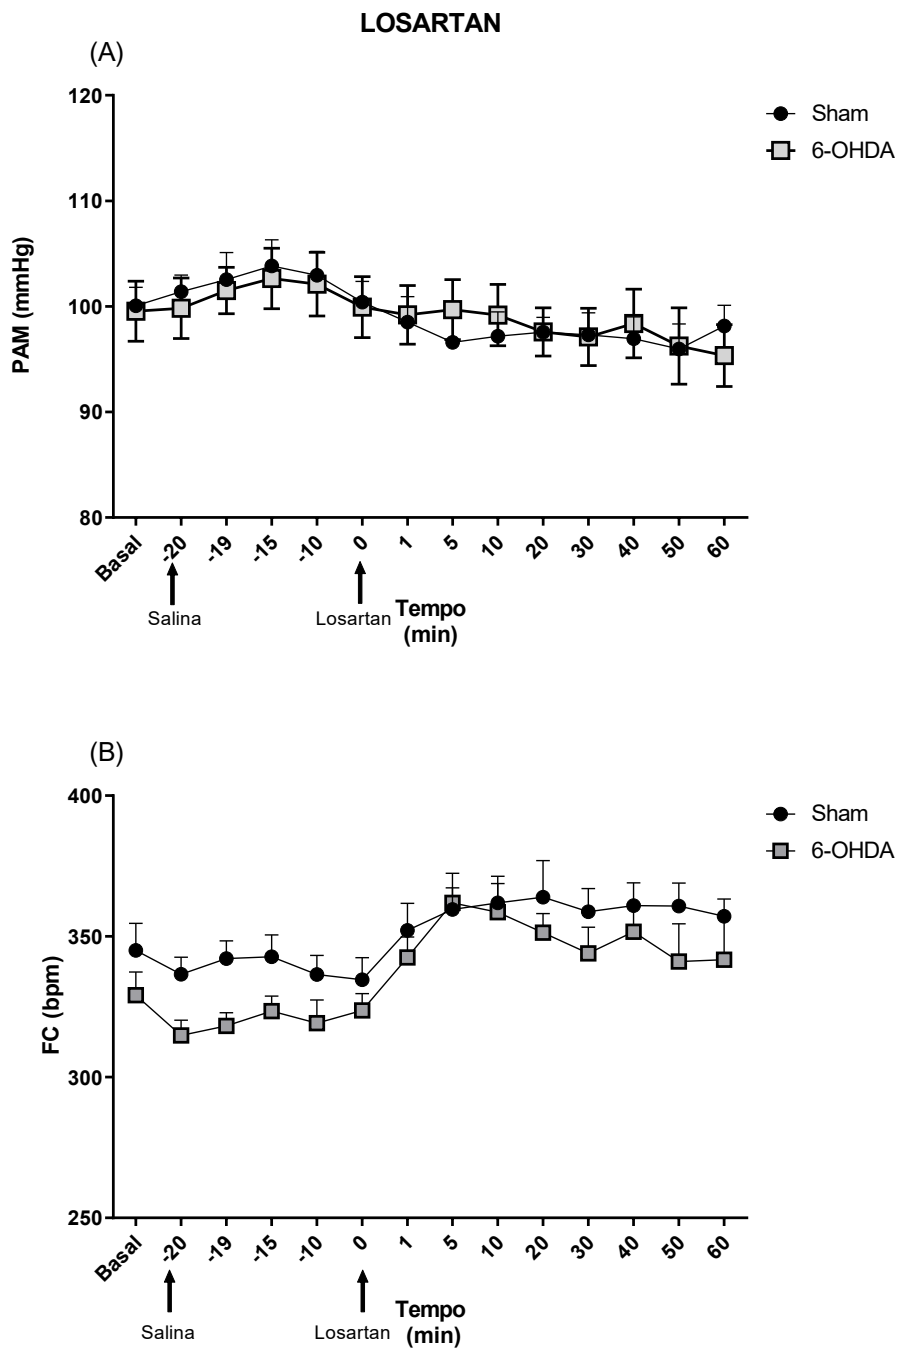 LOSARTAN
(A)
120
110
100
90
80
PAM (mmHg)
Sham
6-OHDA
Basal
-20
-19
-15
-10
0
1
5
10
20
30
40
50
60
Salina
Losartan
Tempo
(min)
(B)
400
350
300
250
FC (bpm)
Sham
6-OHDA
Basal
-20
-19
-15
-10
0
1
5
10
20
30
40
50
60
Salina
Losartan
Tempo
(min)